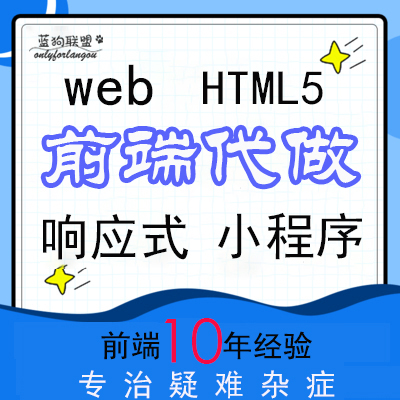 蓝狗联盟
onlyforlangou
web HTML5
前端代做
响应式 小程序
前端10年经验
专治疑难杂症